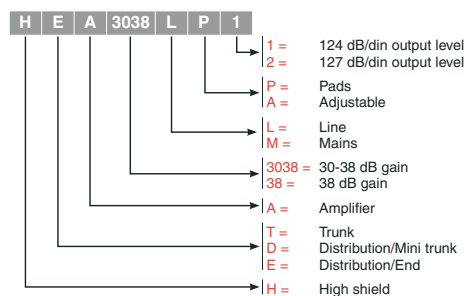 H E A 3038 L P 1
1 = 124 dB/din output level
2 = 127 dB/din output level
P = Pads
A = Adjustable
L = Line
M = Mains
3038 = 30-38 dB gain
38 = 38 dB gain
A = Amplifier
T = Trunk
D = Distribution/Mini trunk
E = Distribution/End
H = High shield